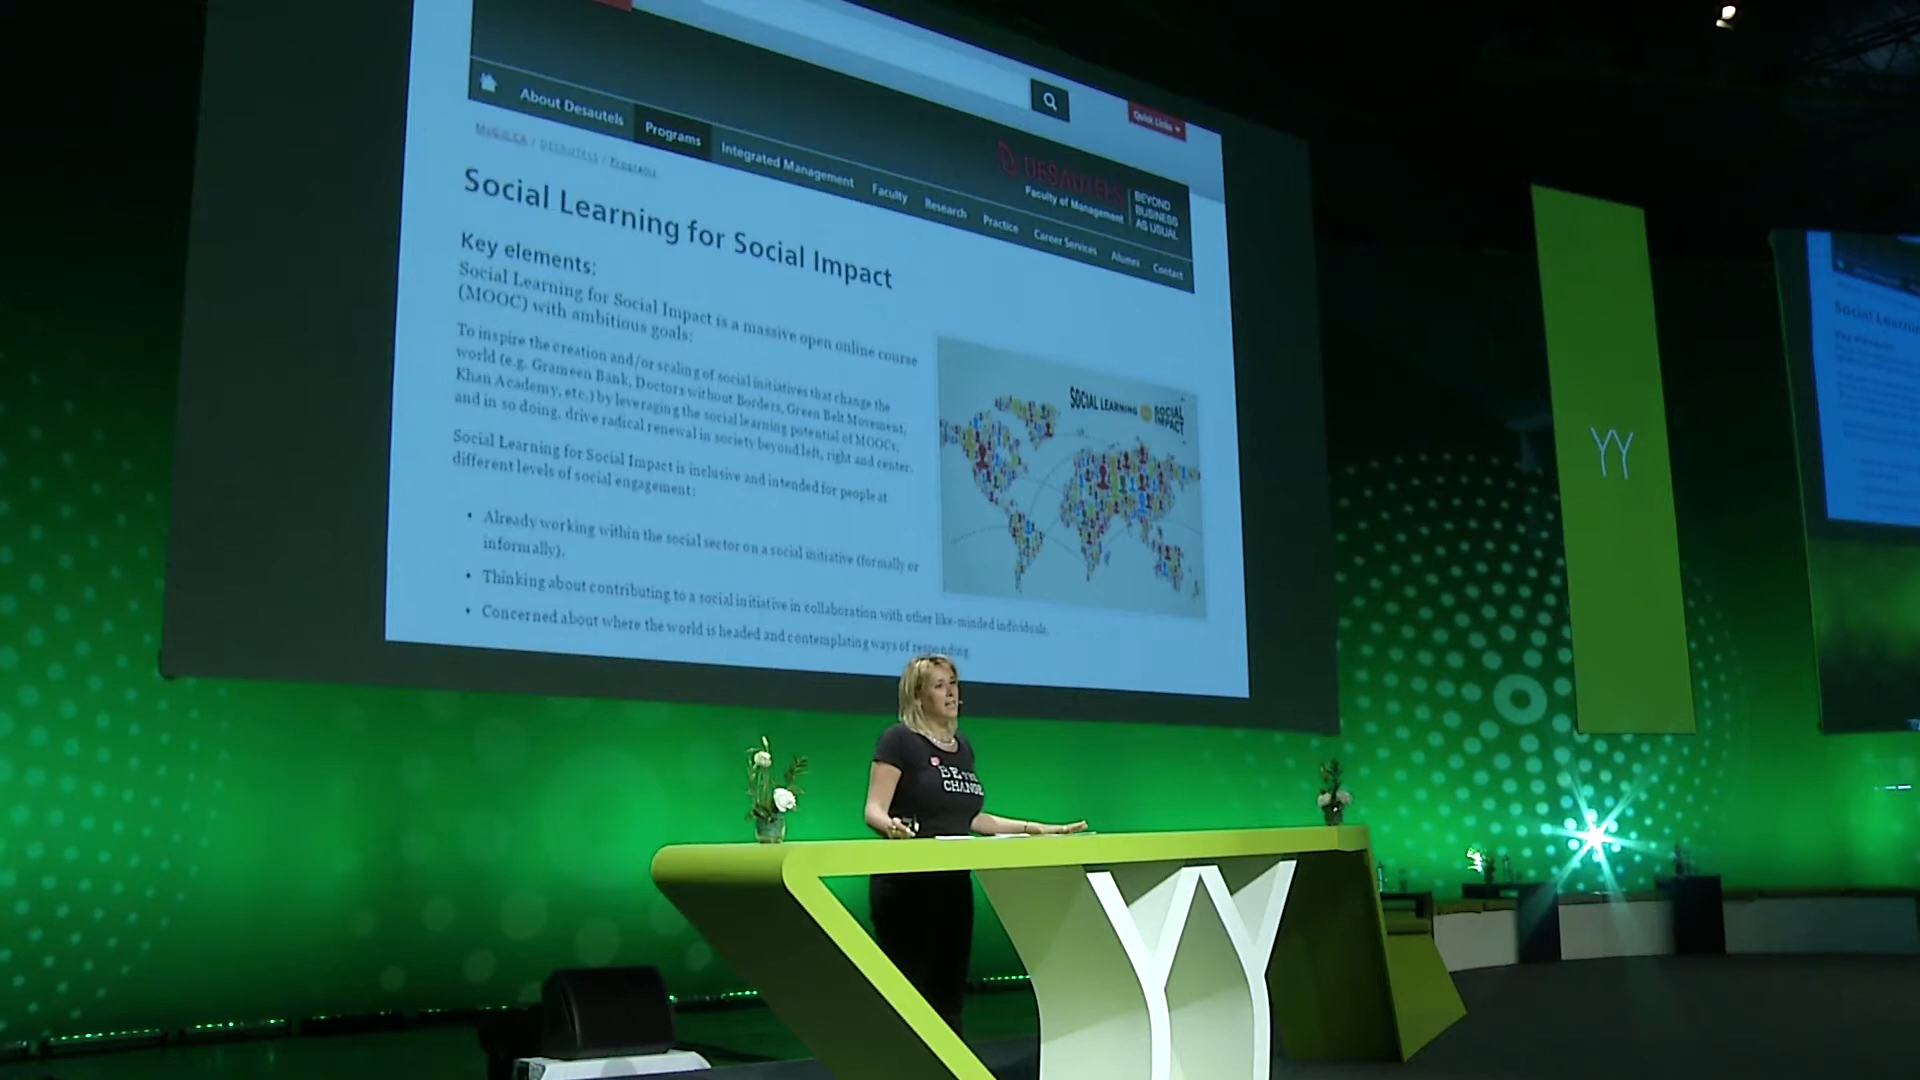 Quick Links
About Desautels
Programs
Integrated Management
Faculty
Research
Practice
Career Services
Alumni
Contact
DESAUTELS
Faculty of Management
BEYOND
BUSINESS
AS USUAL
McGILL.CA / DESAUTELS / Programs
Social Learning for Social Impact
Key elements:
Social Learning for Social Impact is a massive open online course
(MOOC) with ambitious goals:
To inspire the creation and/or scaling of social initiatives that change the
world (e.g. Grameen Bank, Doctors without Borders, Green Belt Movement,
Khan Academy, etc.) by leveraging the social learning potential of MOOCs,
and in so doing, drive radical renewal in society beyond left, right and center.
Social Learning for Social Impact is inclusive and intended for people at
different levels of social engagement:
• Already working within the social sector on a social initiative (formally or
informally).
• Thinking about contributing to a social initiative in collaboration with other like-minded individuals.
• Concerned about where the world is headed and contemplating ways of responding.
SOCIAL LEARNING
SOCIAL
IMPACT
YY
Social Learning
BE THE
CHANGE
YY